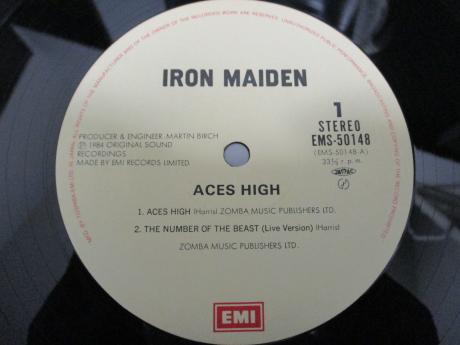 IRON MAIDEN
1
STEREO
EMS-50148
(EMS-50148-A)
33⅓ r.p.m.
PRODUCER & ENGINEER: MARTIN BIRCH
Ⓟ 1984 ORIGINAL SOUND
RECORDINGS
MADE BY EMI RECORDS LIMITED
ACES HIGH
1. ACES HIGH (Harris) ZOMBA MUSIC PUBLISHERS LTD.
2. THE NUMBER OF THE BEAST (Live Version) (Harris)
ZOMBA MUSIC PUBLISHERS LTD.
EMI